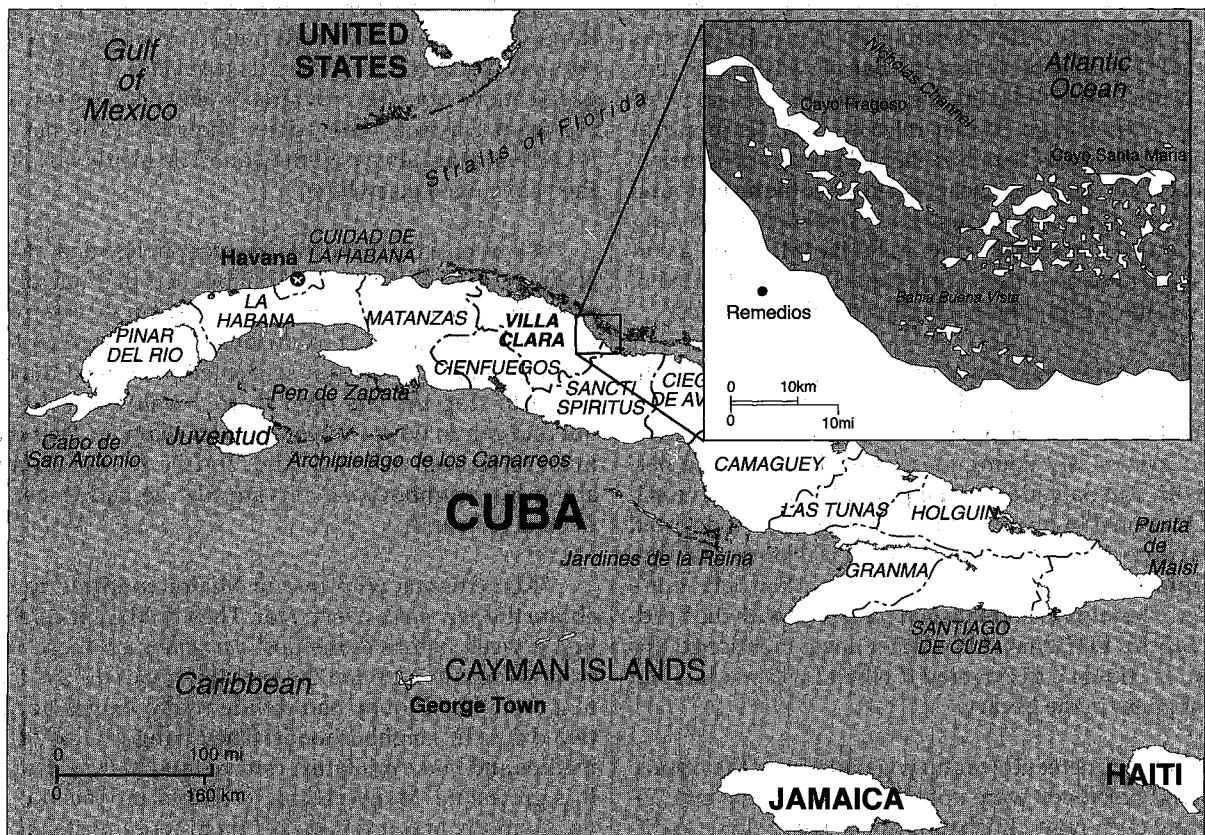 Gulf
of
Mexico
UNITED
STATES
Straits of Florida
Nicholas Channel
Atlantic
Ocean
Cayo Fragoso
Cayo Santa Maria
Bahia Buena Vista
Remedios
0 10km
0 10mi
CUIDAD DE
LA HABANA
Havana
LA
HABANA
PINAR
DEL RIO
MATANZAS
VILLA
CLARA
CIENFUEGOS
SANCTI
SPIRITUS
CIEG
DE AV
Pen de Zapata
Juventud
Cabo de
San Antonio
Archipielago de los Canarreos
CUBA
CAMAGUEY
LAS TUNAS
HOLGUIN
Punta
de
Maisi
Jardines de la Reina
GRANMA
SANTIAGO
DE CUBA
Caribbean
CAYMAN ISLANDS
George Town
0 100 mi
0 160 km
JAMAICA
HAITI